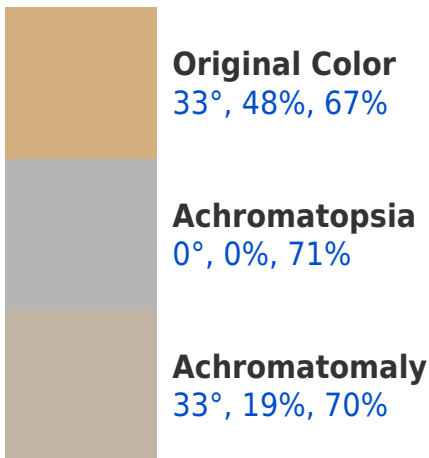 Original Color
33°, 48%, 67%
Achromatopsia
0°, 0%, 71%
Achromatomaly
33°, 19%, 70%